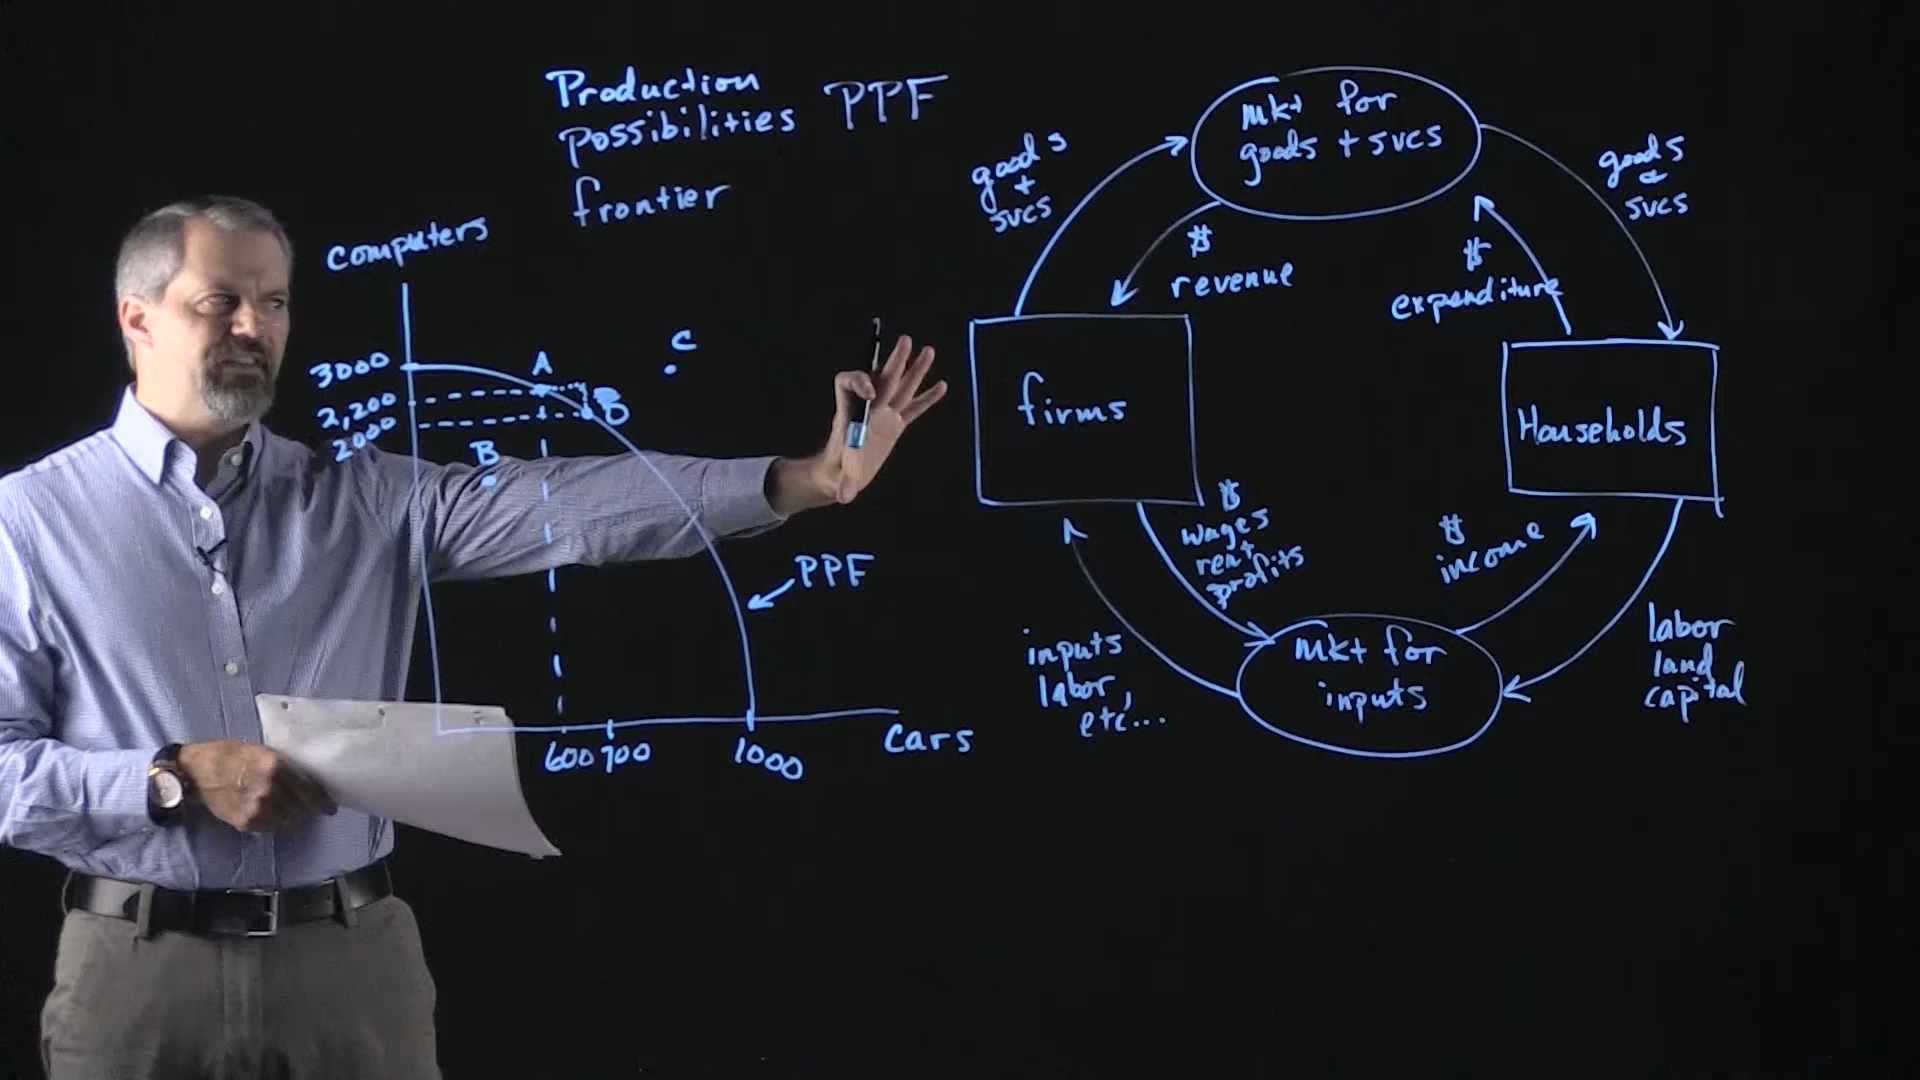 Production
possibilities PPF
frontier
computers
3000
2,200
2000
A
B
C
D
PPF
600 700
1000
cars
mkt for
goods + svcs
goods
+
svcs
goods
&
svcs
$
revenue
$
expenditure
firms
Households
$
wages
rent
profits
$
income
inputs
labor,
etc...
mkt for
inputs
labor
land
capital